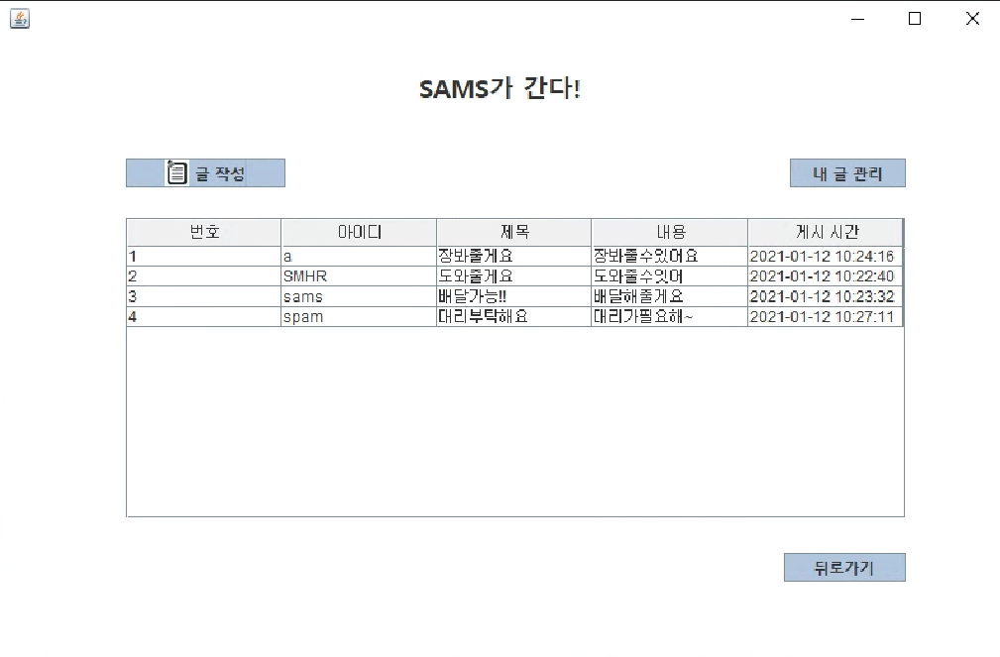 SAMS가 간다!
글 작성 내 글 관리
번호 아이디 제목 내용 게시 시간
1 a 장봐줄게요 장봐줄수있어요 2021-01-12 10:24:16
2 SMHR 도와줄게요 도와줄수있어 2021-01-12 10:22:40
3 sams 배달가능!! 배달해줄게요 2021-01-12 10:23:32
4 spam 대리부탁해요 대리가필요해~ 2021-01-12 10:27:11
뒤로가기